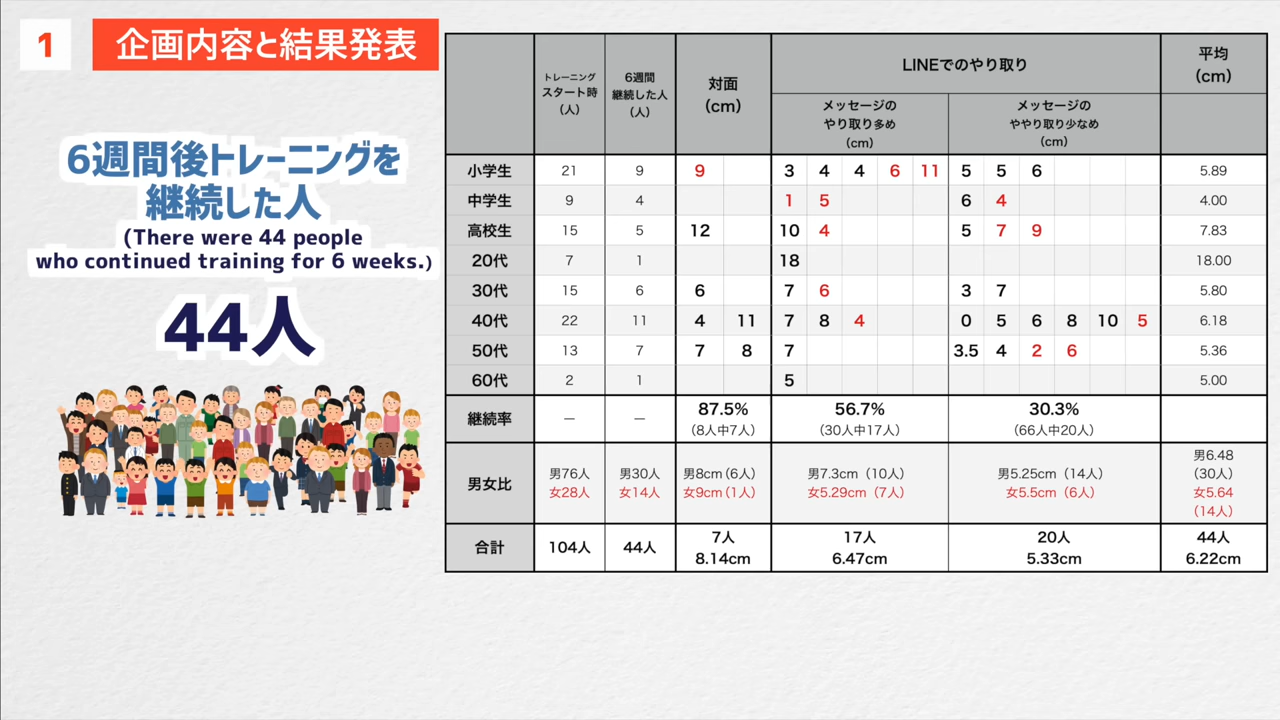 1 企画内容と結果発表
6週間後トレーニングを
継続した人
(There were 44 people
who continued training for 6 weeks.)
44人
トレーニング
スタート時
(人)
6週間
継続した人
(人)
対面
(cm)
LINEでのやり取り
平均
(cm)
メッセージの
やり取り多め
(cm)
メッセージの
ややり取り少なめ
(cm)
小学生 21 9 9 3 4 4 6 11 5 5 6 5.89
中学生 9 4 1 5 6 4 4.00
高校生 15 5 12 10 4 5 7 9 7.83
20代 7 1 18 18.00
30代 15 6 6 7 6 3 7 5.80
40代 22 11 4 11 7 8 4 0 5 6 8 10 5 6.18
50代 13 7 7 8 7 3.5 4 2 6 5.36
60代 2 1 5 5.00
継続率 — — 87.5% 56.7% 30.3%
(8人中7人) (30人中17人) (66人中20人)
男女比
男76人 男30人 男8cm (6人) 男7.3cm (10人) 男5.25cm (14人)
女28人 女14人 女9cm (1人) 女5.29cm (7人) 女5.5cm (6人)
男6.48
(30人)
女5.64
(14人)
合計 104人 44人
7人 17人 20人 44人
8.14cm 6.47cm 5.33cm 6.22cm